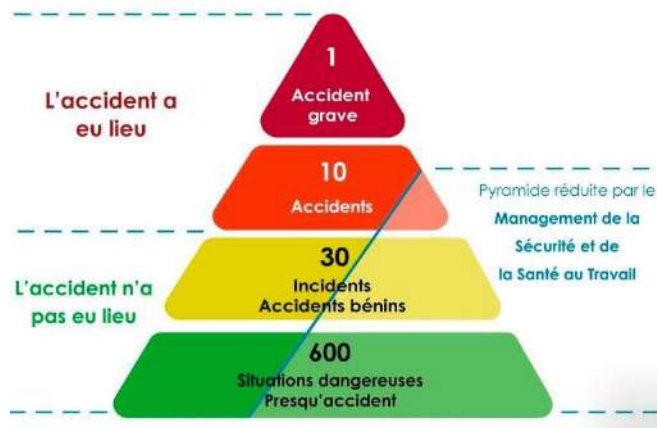 1
Accident
grave
L'accident a
eu lieu
10
Accidents
Pyramide réduite par le
Management de la
Sécurité et de
la Santé au Travail
30
Incidents
Accidents bénins
L'accident n'a
pas eu lieu
600
Situations dangereuses
Presqu'accident